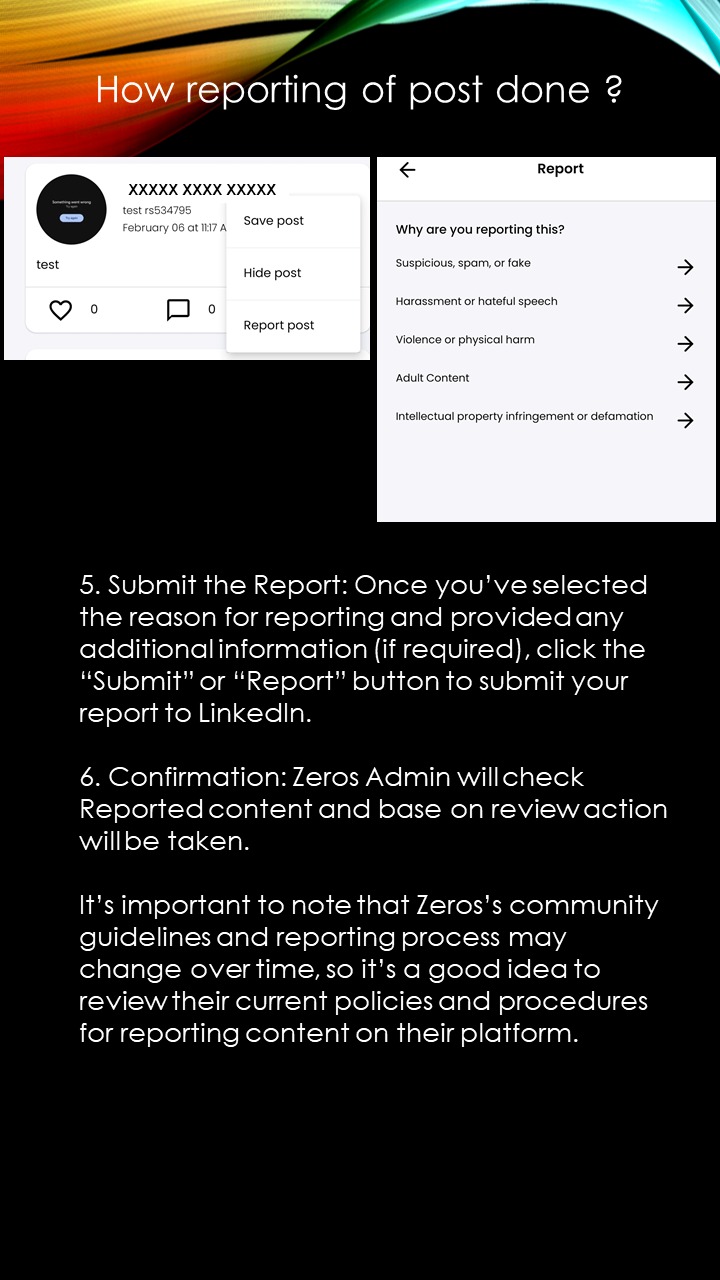 How reporting of post done ?
XXXXX XXXX XXXXX
test rs534795
February 06 at 11:17 A
test
0
0
Save post
Hide post
Report post
Something went wrong
Try again
Try again
Report
Why are you reporting this?
Suspicious, spam, or fake
Harassment or hateful speech
Violence or physical harm
Adult Content
Intellectual property infringement or defamation
5. Submit the Report: Once you’ve selected
the reason for reporting and provided any
additional information (if required), click the
“Submit” or “Report” button to submit your
report to LinkedIn.
6. Confirmation: Zeros Admin will check
Reported content and base on review action
will be taken.
It’s important to note that Zeros’s community
guidelines and reporting process may
change over time, so it’s a good idea to
review their current policies and procedures
for reporting content on their platform.